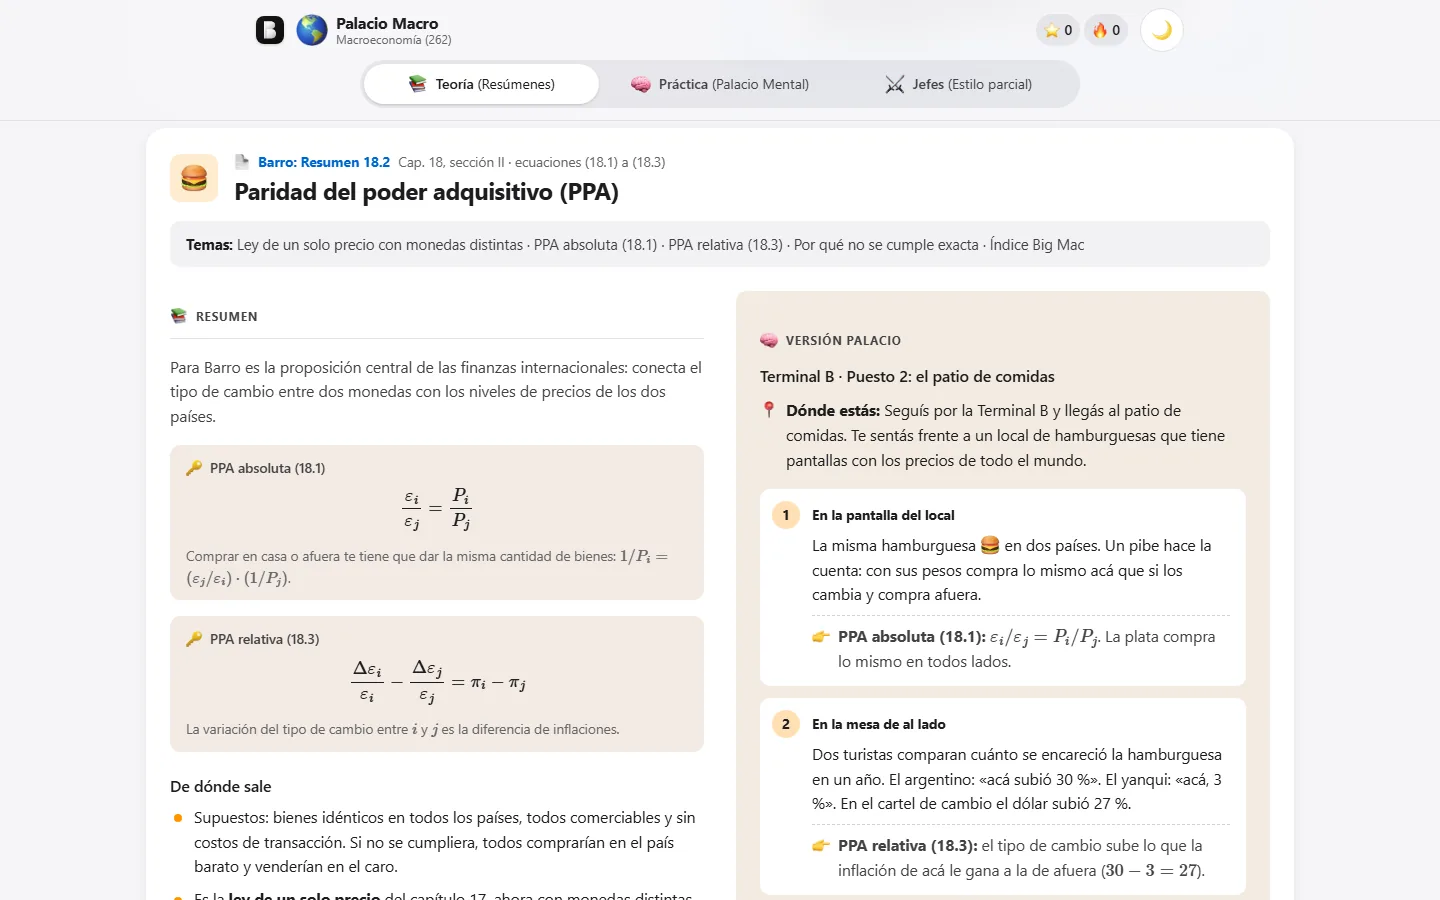 B
Palacio Macro
Macroeconomía (262)
⭐ 0
🔥 0
Teoría (Resúmenes)
Práctica (Palacio Mental)
Jefes (Estilo parcial)
Barro: Resumen 18.2 Cap. 18, sección II · ecuaciones (18.1) a (18.3)
Paridad del poder adquisitivo (PPA)
Temas: Ley de un solo precio con monedas distintas · PPA absoluta (18.1) · PPA relativa (18.3) · Por qué no se cumple exacta · Índice Big Mac
RESUMEN
Para Barro es la proposición central de las finanzas internacionales: conecta el
tipo de cambio entre dos monedas con los niveles de precios de los dos
países.
PPA absoluta (18.1)
εᵢ/εⱼ = Pᵢ/Pⱼ
Comprar en casa o afuera te tiene que dar la misma cantidad de bienes: 1/Pᵢ =
(εⱼ/εᵢ) · (1/Pⱼ).
PPA relativa (18.3)
Δεᵢ/εᵢ − Δεⱼ/εⱼ = πᵢ − πⱼ
La variación del tipo de cambio entre i y j es la diferencia de inflaciones.
De dónde sale
Supuestos: bienes idénticos en todos los países, todos comerciables y sin
costos de transacción. Si no se cumpliera, todos comprarían en el país
barato y venderían en el caro.
Es la ley de un solo precio del capítulo 17, ahora con monedas distintas.
VERSIÓN PALACIO
Terminal B · Puesto 2: el patio de comidas
Dónde estás: Seguís por la Terminal B y llegás al patio de
comidas. Te sentás frente a un local de hamburguesas que tiene
pantallas con los precios de todo el mundo.
1 En la pantalla del local
La misma hamburguesa 🍔 en dos países. Un pibe hace la
cuenta: con sus pesos compra lo mismo acá que si los
cambia y compra afuera.
PPA absoluta (18.1): εᵢ/εⱼ = Pᵢ/Pⱼ. La plata compra
lo mismo en todos lados.
2 En la mesa de al lado
Dos turistas comparan cuánto se encareció la hamburguesa
en un año. El argentino: «acá subió 30 %». El yanqui: «acá, 3
%». En el cartel de cambio el dólar subió 27 %.
PPA relativa (18.3): el tipo de cambio sube lo que la
inflación de acá le gana a la de afuera (30 − 3 = 27).